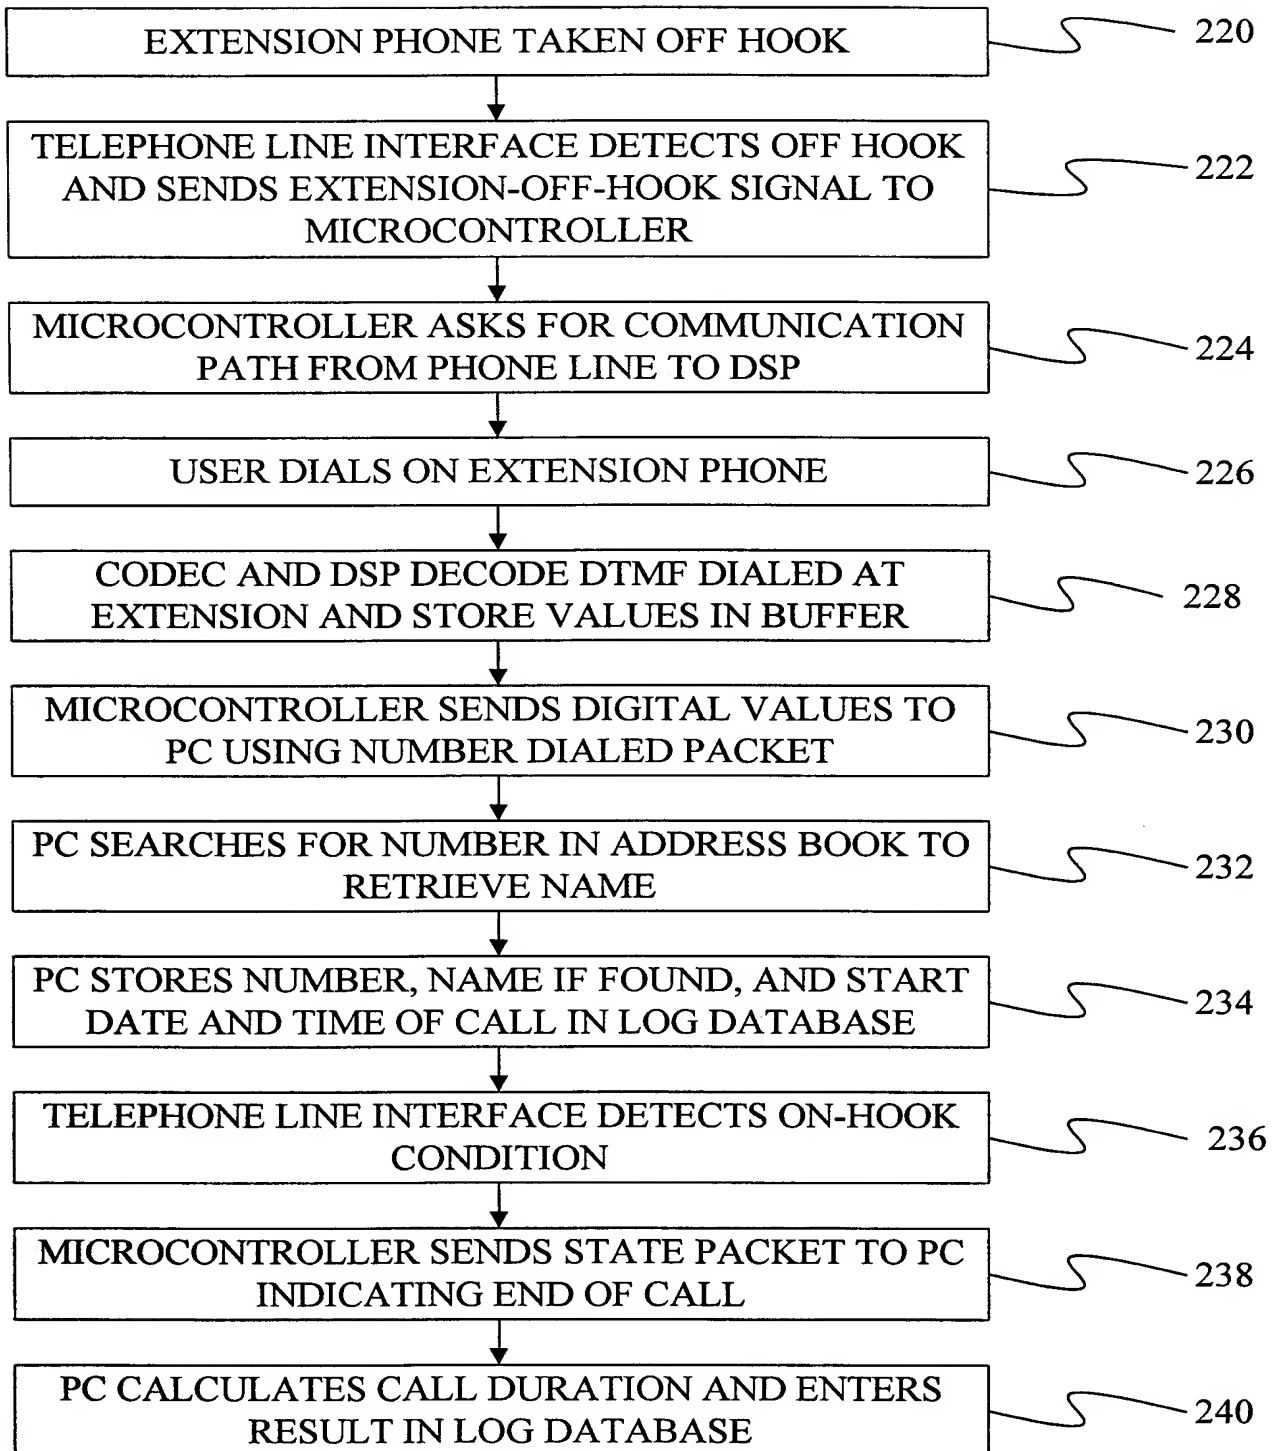 EXTENSION PHONE TAKEN OFF HOOK
220
TELEPHONE LINE INTERFACE DETECTS OFF HOOK
AND SENDS EXTENSION-OFF-HOOK SIGNAL TO
MICROCONTROLLER
222
MICROCONTROLLER ASKS FOR COMMUNICATION
PATH FROM PHONE LINE TO DSP
224
USER DIALS ON EXTENSION PHONE
226
CODEC AND DSP DECODE DTMF DIALED AT
EXTENSION AND STORE VALUES IN BUFFER
228
MICROCONTROLLER SENDS DIGITAL VALUES TO
PC USING NUMBER DIALED PACKET
230
PC SEARCHES FOR NUMBER IN ADDRESS BOOK TO
RETRIEVE NAME
232
PC STORES NUMBER, NAME IF FOUND, AND START
DATE AND TIME OF CALL IN LOG DATABASE
234
TELEPHONE LINE INTERFACE DETECTS ON-HOOK
CONDITION
236
MICROCONTROLLER SENDS STATE PACKET TO PC
INDICATING END OF CALL
238
PC CALCULATES CALL DURATION AND ENTERS
RESULT IN LOG DATABASE
240